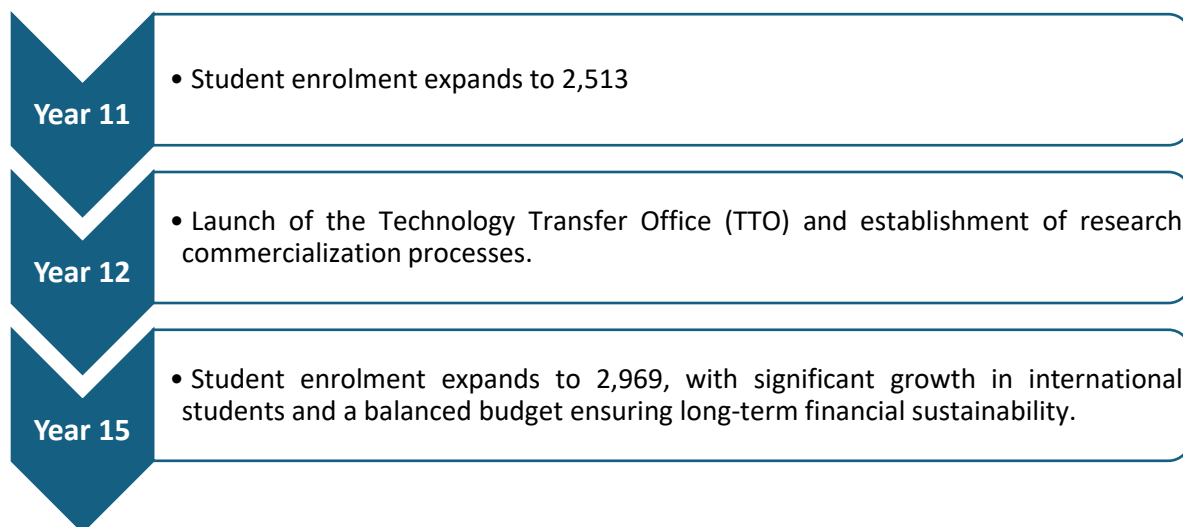 Year 11
• Student enrolment expands to 2,513
Year 12
• Launch of the Technology Transfer Office (TTO) and establishment of research
commercialization processes.
Year 15
• Student enrolment expands to 2,969, with significant growth in international
students and a balanced budget ensuring long-term financial sustainability.